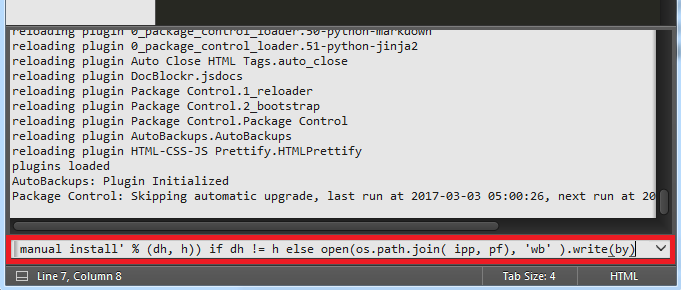 reloading plugin 0_package_control_loader.50-python-markdown
reloading plugin 0_package_control_loader.51-python-jinja2
reloading plugin Auto Close HTML Tags.auto_close
reloading plugin DocBlockr.jsdocs
reloading plugin Package Control.1_reloader
reloading plugin Package Control.2_bootstrap
reloading plugin Package Control.Package Control
reloading plugin AutoBackups.AutoBackups
reloading plugin HTML-CSS-JS Prettify.HTMLPrettify
plugins loaded
AutoBackups: Plugin Initialized
Package Control: Skipping automatic upgrade, last run at 2017-03-03 05:00:26, next run at 20
manual install' % (dh, h)) if dh != h else open(os.path.join( ipp, pf), 'wb' ).write(by)
Line 7, Column 8 Tab Size: 4 HTML